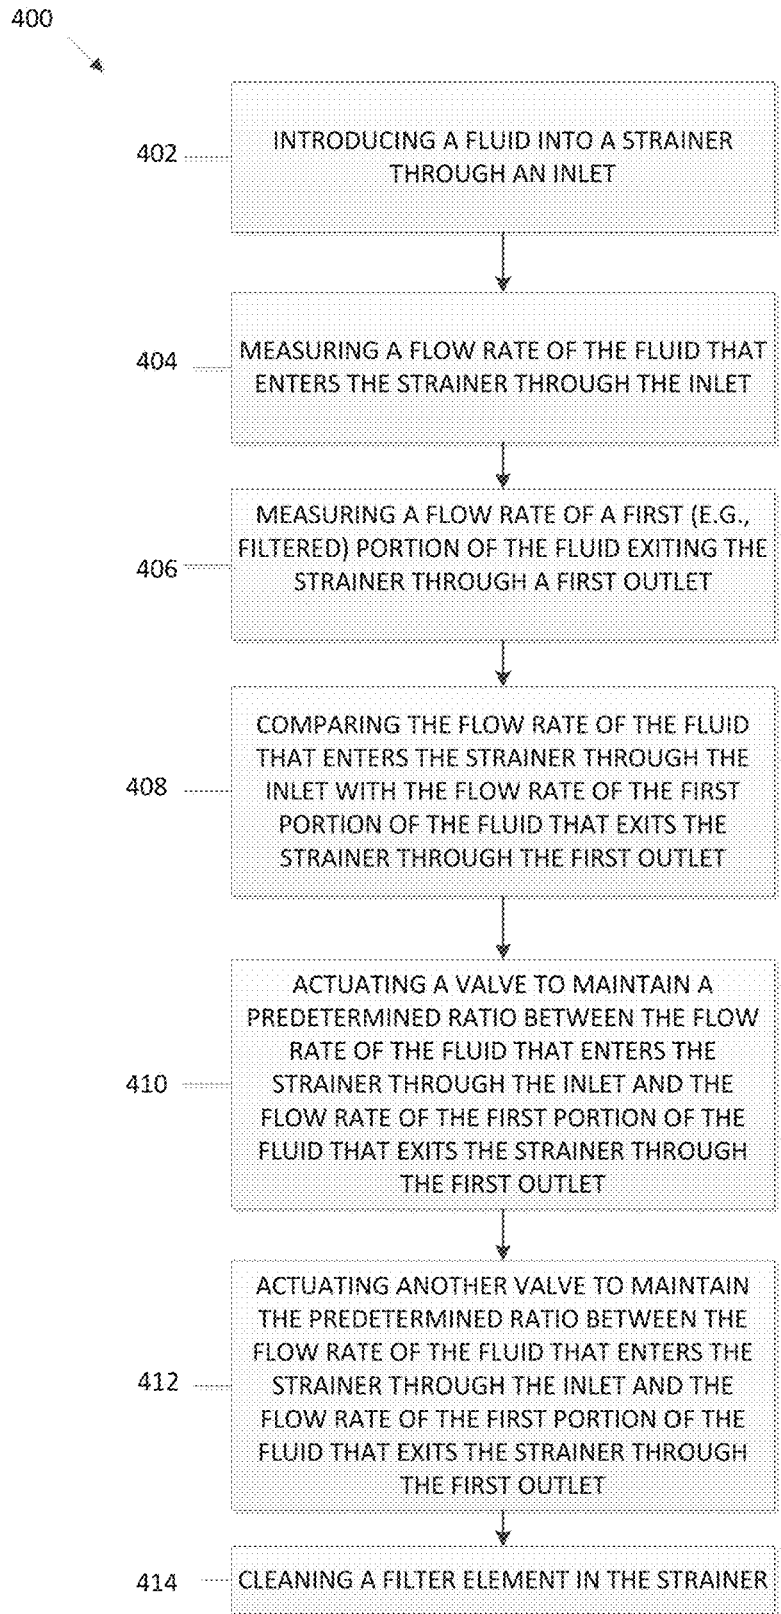 400
402
INTRODUCING A FLUID INTO A STRAINER
THROUGH AN INLET
404
MEASURING A FLOW RATE OF THE FLUID THAT
ENTERS THE STRAINER THROUGH THE INLET
406
MEASURING A FLOW RATE OF A FIRST (E.G.,
FILTERED) PORTION OF THE FLUID EXITING THE
STRAINER THROUGH A FIRST OUTLET
408
COMPARING THE FLOW RATE OF THE FLUID
THAT ENTERS THE STRAINER THROUGH THE
INLET WITH THE FLOW RATE OF THE FIRST
PORTION OF THE FLUID THAT EXITS THE
STRAINER THROUGH THE FIRST OUTLET
410
ACTUATING A VALVE TO MAINTAIN A
PREDETERMINED RATIO BETWEEN THE FLOW
RATE OF THE FLUID THAT ENTERS THE
STRAINER THROUGH THE INLET AND THE
FLOW RATE OF THE FIRST PORTION OF THE
FLUID THAT EXITS THE STRAINER THROUGH
THE FIRST OUTLET
412
ACTUATING ANOTHER VALVE TO MAINTAIN
THE PREDETERMINED RATIO BETWEEN THE
FLOW RATE OF THE FLUID THAT ENTERS THE
STRAINER THROUGH THE INLET AND THE
FLOW RATE OF THE FIRST PORTION OF THE
FLUID THAT EXITS THE STRAINER THROUGH
THE FIRST OUTLET
414
CLEANING A FILTER ELEMENT IN THE STRAINER